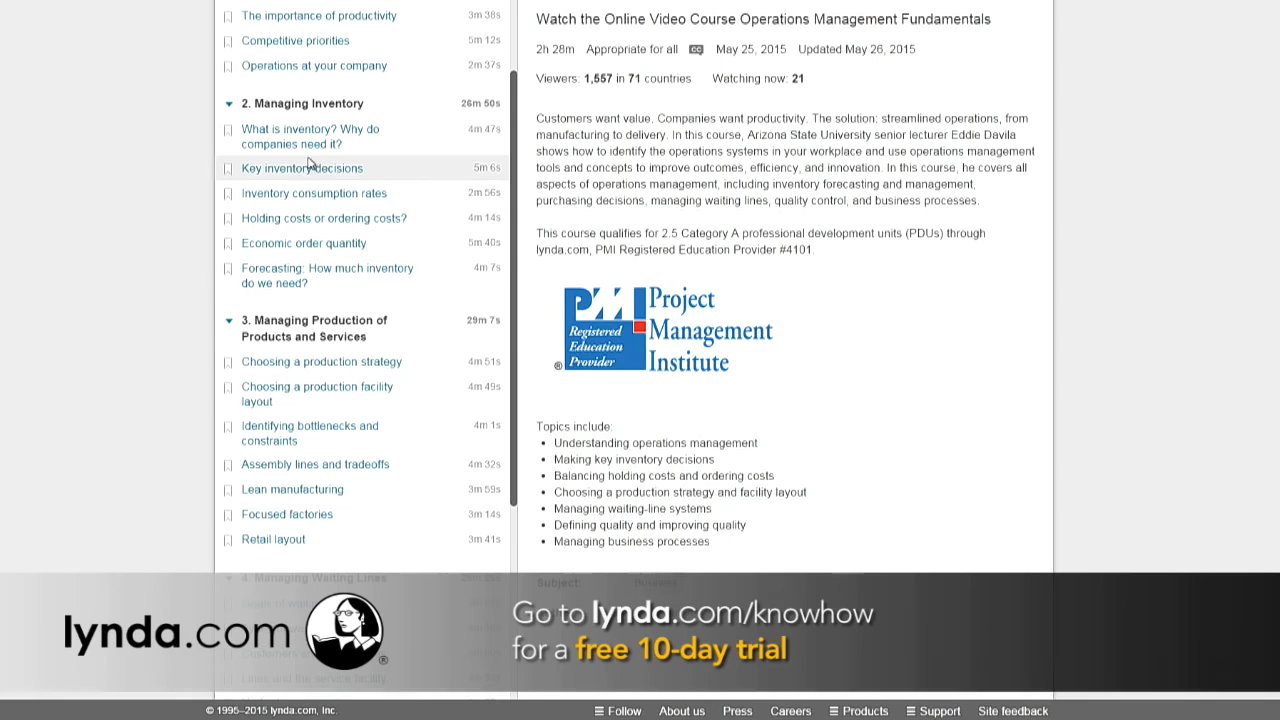 The importance of productivity 3m 38s
Competitive priorities 5m 12s
Operations at your company 2m 37s
2. Managing Inventory 26m 50s
What is inventory? Why do 4m 47s
companies need it?
Key inventory decisions 5m 6s
Inventory consumption rates 2m 56s
Holding costs or ordering costs? 4m 14s
Economic order quantity 5m 40s
Forecasting: How much inventory 4m 7s
do we need?
3. Managing Production of 29m 7s
Products and Services
Choosing a production strategy 4m 51s
Choosing a production facility 4m 49s
layout
Identifying bottlenecks and 4m 1s
constraints
Assembly lines and tradeoffs 4m 32s
Lean manufacturing 3m 59s
Focused factories 3m 14s
Retail layout 3m 41s
4. Managing Waiting Lines
Watch the Online Video Course Operations Management Fundamentals
2h 28m Appropriate for all CC May 25, 2015 Updated May 26, 2015
Viewers: 1,557 in 71 countries Watching now: 21
Customers want value. Companies want productivity. The solution: streamlined operations, from
manufacturing to delivery. In this course, Arizona State University senior lecturer Eddie Davila
shows how to identify the operations systems in your workplace and use operations management
tools and concepts to improve outcomes, efficiency, and innovation. In this course, he covers all
aspects of operations management, including inventory forecasting and management,
purchasing decisions, managing waiting lines, quality control, and business processes.
This course qualifies for 2.5 Category A professional development units (PDUs) through
lynda.com, PMI Registered Education Provider #4101.
PMI
Registered
Education
Provider
®
Project
Management
Institute
Topics include:
• Understanding operations management
• Making key inventory decisions
• Balancing holding costs and ordering costs
• Choosing a production strategy and facility layout
• Managing waiting-line systems
• Defining quality and improving quality
• Managing business processes
Subject:
lynda.com ®
Go to lynda.com/knowhow
for a free 10-day trial
Lines and the service facility
© 1995–2015 lynda.com, Inc.
Follow About us Press Careers Products Support Site feedback